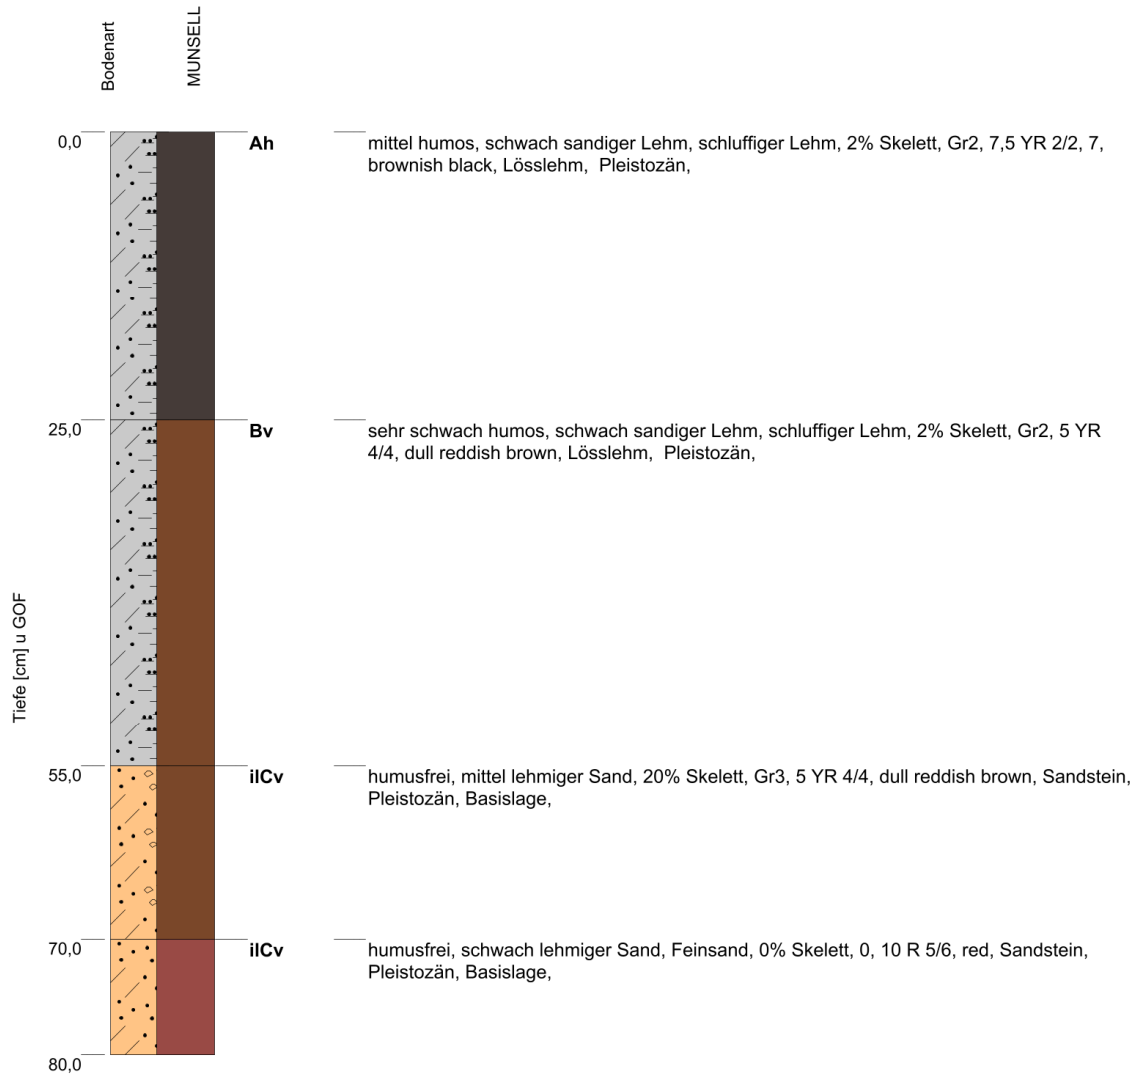 Bodenart
MUNSELL
0,0
Ah
mittel humos, schwach sandiger Lehm, schluffiger Lehm, 2% Skelett, Gr2, 7,5 YR 2/2, 7,
brownish black, Lösslehm,  Pleistozän,
25,0
Bv
sehr schwach humos, schwach sandiger Lehm, schluffiger Lehm, 2% Skelett, Gr2, 5 YR
4/4, dull reddish brown, Lösslehm,  Pleistozän,
Tiefe [cm] u GOF
55,0
ilCv
humusfrei, mittel lehmiger Sand, 20% Skelett, Gr3, 5 YR 4/4, dull reddish brown, Sandstein,
Pleistozän, Basislage,
70,0
ilCv
humusfrei, schwach lehmiger Sand, Feinsand, 0% Skelett, 0, 10 R 5/6, red, Sandstein,
Pleistozän, Basislage,
80,0